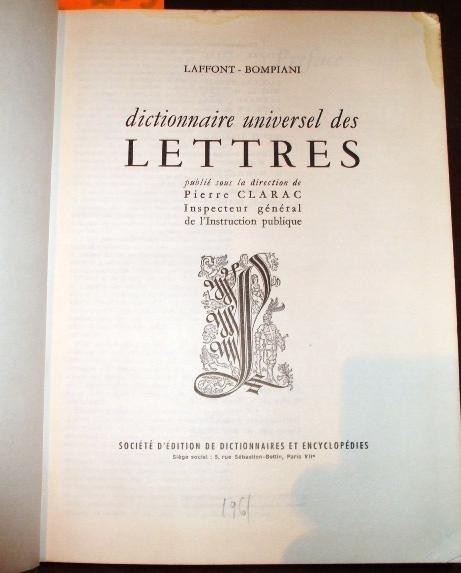 LAFFONT - BOMPIANI
dictionnaire universel des
LETTRES
publié sous la direction de
Pierre CLARAC
Inspecteur général
de l'Instruction publique
SOCIÉTÉ D'ÉDITION DE DICTIONNAIRES ET ENCYCLOPÉDIES
Siège social : 5, rue Sébastien-Bottin, Paris VIIe
1961